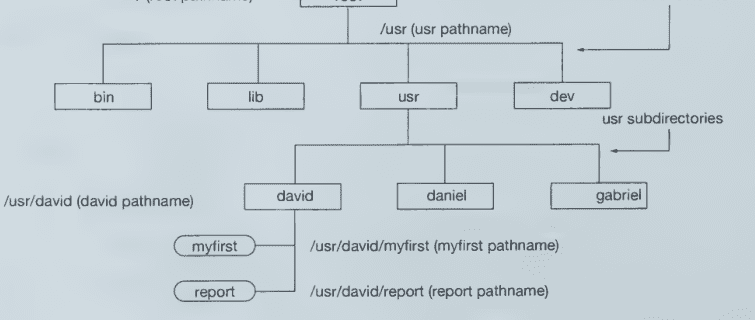 /usr (usr pathname)
bin lib usr dev
usr subdirectories
/usr/david (david pathname) david daniel gabriel
myfirst /usr/david/myfirst (myfirst pathname)
report /usr/david/report (report pathname)